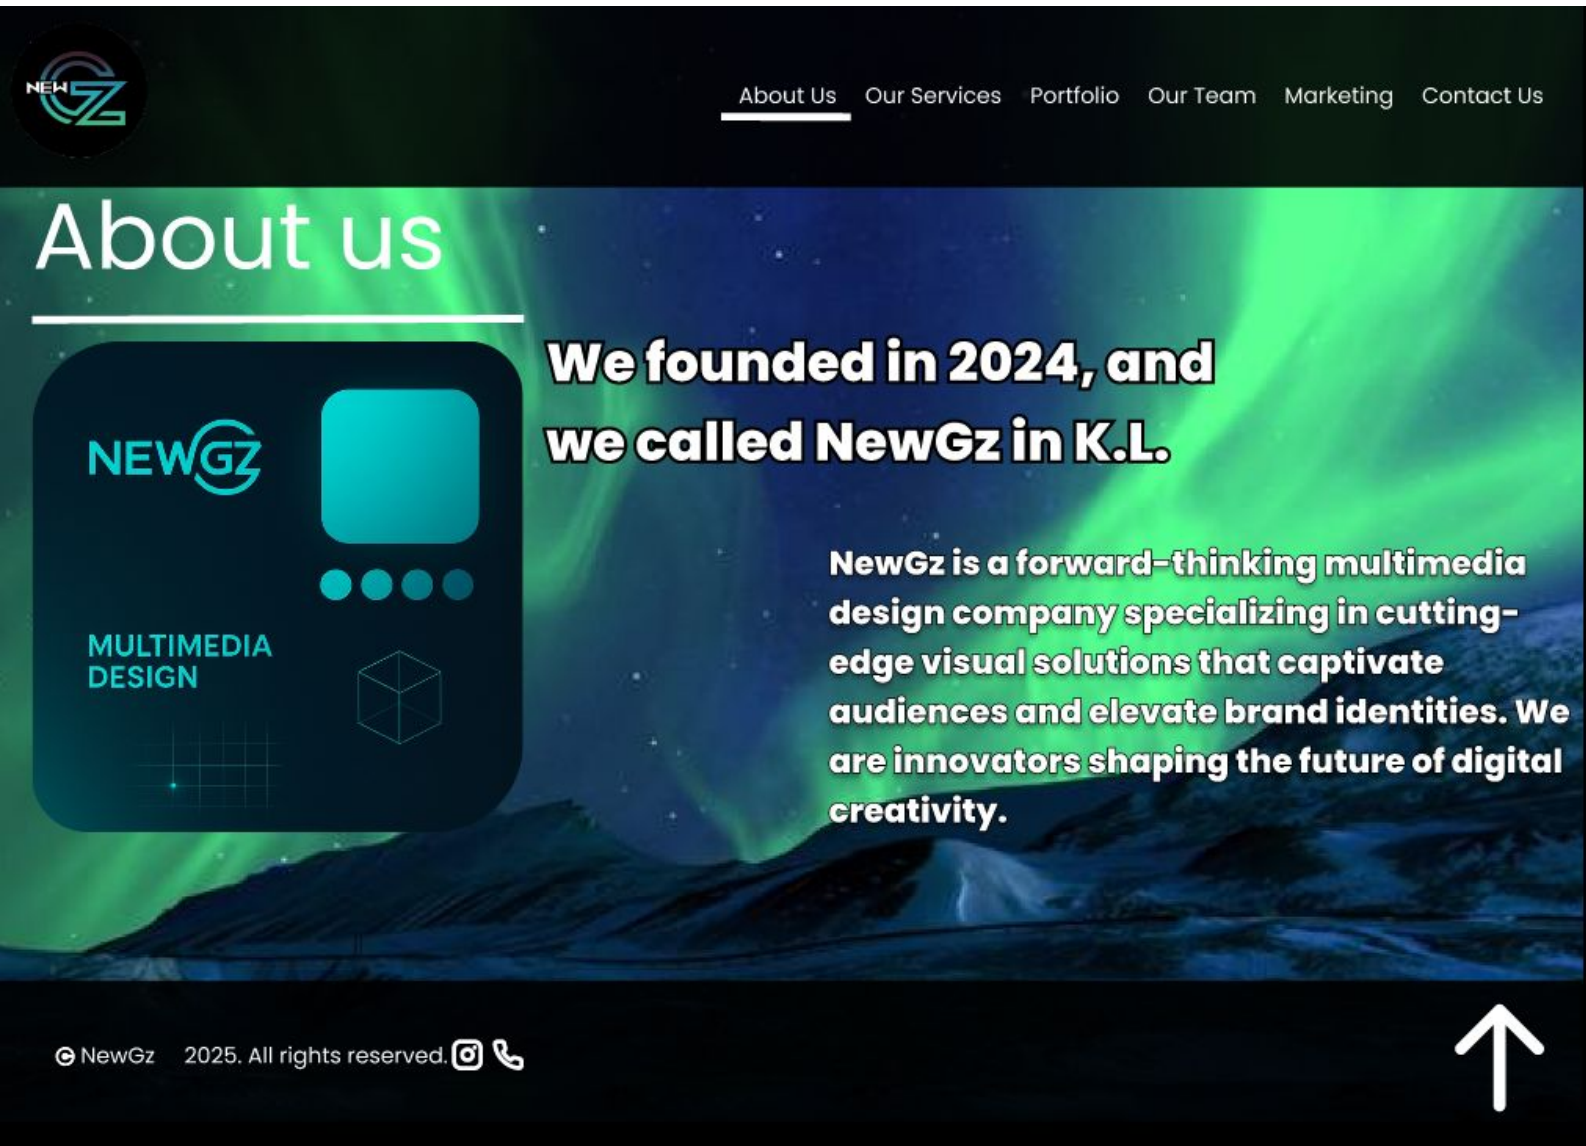 NEW GZ
About Us Our Services Portfolio Our Team Marketing Contact Us
About us
We founded in 2024, and
we called NewGz in K.L.
NEWGZ
MULTIMEDIA
DESIGN
NewGz is a forward-thinking multimedia
design company specializing in cutting-
edge visual solutions that captivate
audiences and elevate brand identities. We
are innovators shaping the future of digital
creativity.
© NewGz 2025. All rights reserved.